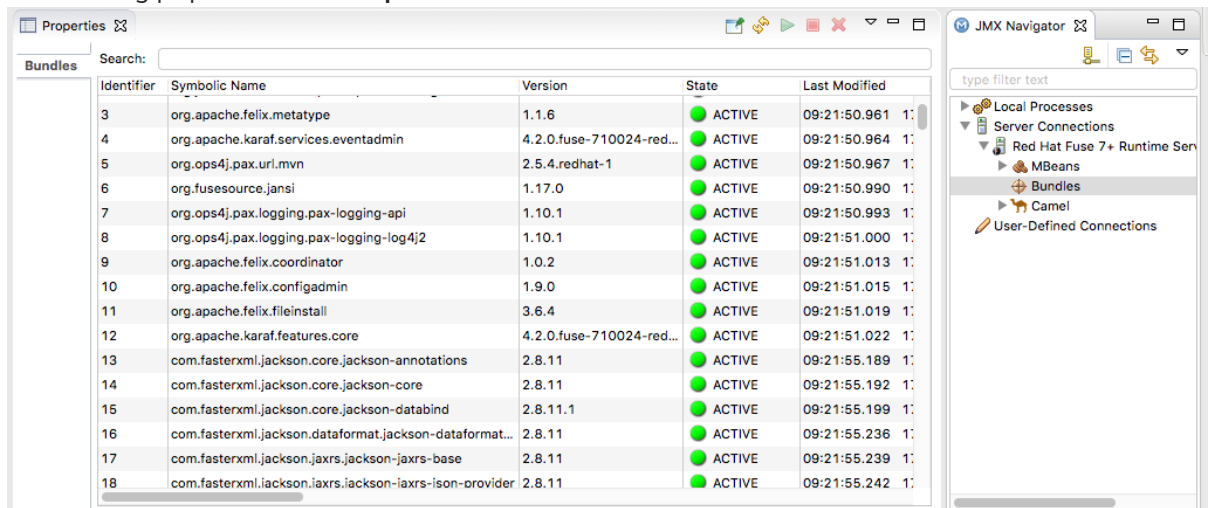 Properties
Bundles
Search:
Identifier Symbolic Name Version State Last Modified
3 org.apache.felix.metatype 1.1.6 ACTIVE 09:21:50.961
4 org.apache.karaf.services.eventadmin 4.2.0.fuse-710024-red... ACTIVE 09:21:50.964
5 org.ops4j.pax.url.mvn 2.5.4.redhat-1 ACTIVE 09:21:50.967
6 org.fusesource.jansi 1.17.0 ACTIVE 09:21:50.990
7 org.ops4j.pax.logging.pax-logging-api 1.10.1 ACTIVE 09:21:50.993
8 org.ops4j.pax.logging.pax-logging-log4j2 1.10.1 ACTIVE 09:21:51.000
9 org.apache.felix.coordinator 1.0.2 ACTIVE 09:21:51.013
10 org.apache.felix.configadmin 1.9.0 ACTIVE 09:21:51.015
11 org.apache.felix.fileinstall 3.6.4 ACTIVE 09:21:51.019
12 org.apache.karaf.features.core 4.2.0.fuse-710024-red... ACTIVE 09:21:51.022
13 com.fasterxml.jackson.core.jackson-annotations 2.8.11 ACTIVE 09:21:55.189
14 com.fasterxml.jackson.core.jackson-core 2.8.11 ACTIVE 09:21:55.192
15 com.fasterxml.jackson.core.jackson-databind 2.8.11.1 ACTIVE 09:21:55.199
16 com.fasterxml.jackson.dataformat.jackson-dataformat... 2.8.11 ACTIVE 09:21:55.236
17 com.fasterxml.jackson.jaxrs.jackson-jaxrs-base 2.8.11 ACTIVE 09:21:55.239
18 com.fasterxml.jackson.jaxrs.jackson-jaxrs-json-provider 2.8.11 ACTIVE 09:21:55.242
JMX Navigator
type filter text
Local Processes
Server Connections
Red Hat Fuse 7+ Runtime Serv
MBeans
Bundles
Camel
User-Defined Connections